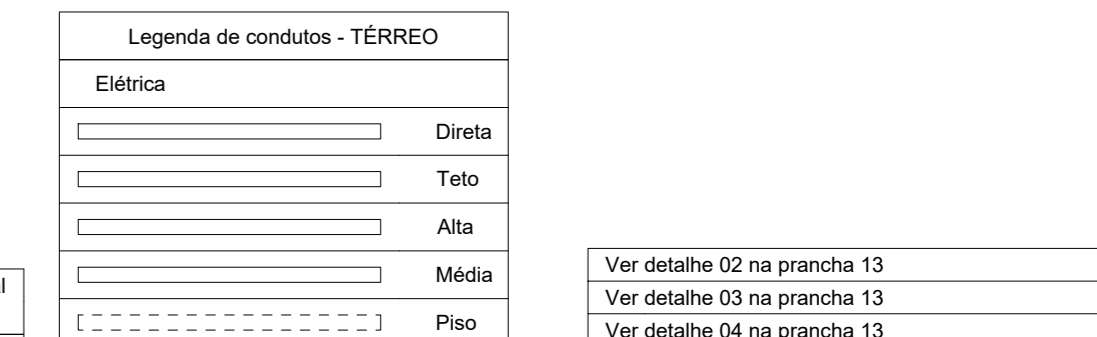 Legenda de condutos - TÉRREO
Elétrica
Direta
Teto
Alta
Média
Piso
Ver detalhe 02 na prancha 13
Ver detalhe 03 na prancha 13
Ver detalhe 04 na prancha 13